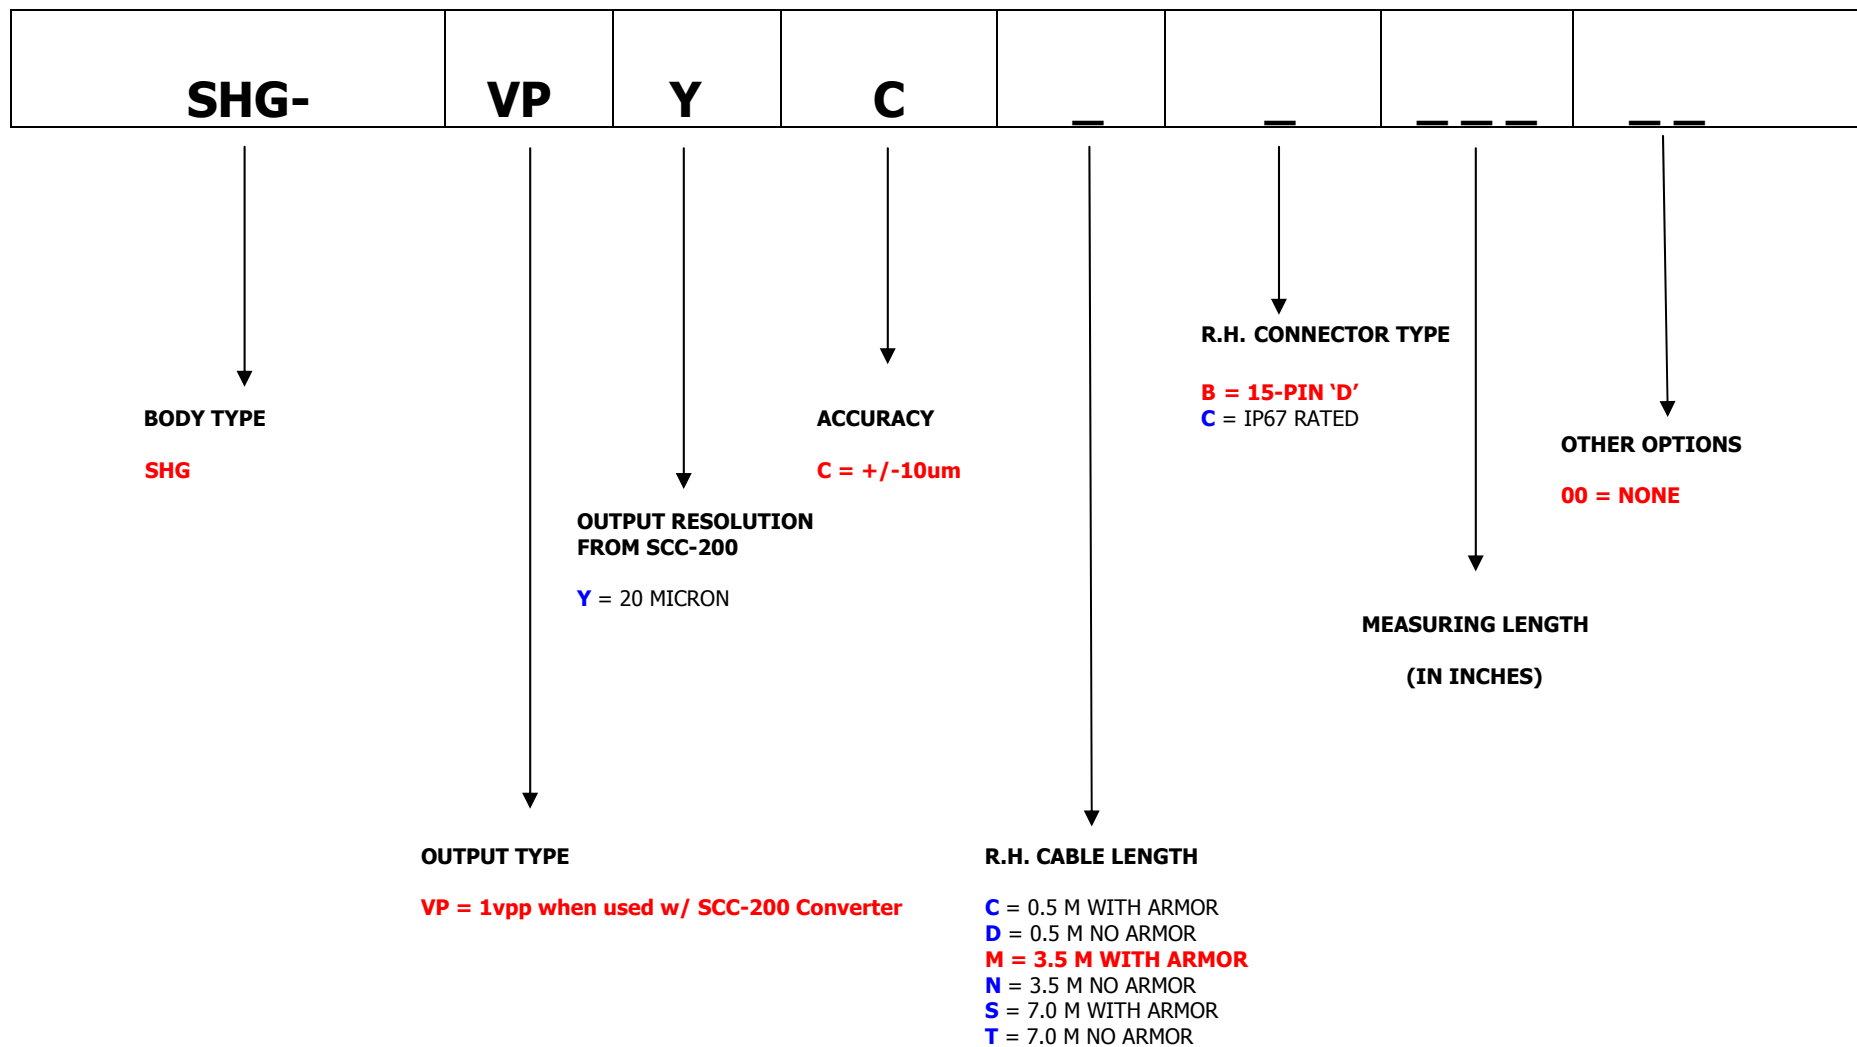 SHG- VP Y C _ _ _ _ _ _ _
BODY TYPE
SHG
OUTPUT TYPE
VP = 1vpp when used w/ SCC-200 Converter
OUTPUT RESOLUTION
FROM SCC-200
Y = 20 MICRON
ACCURACY
C = +/-10um
R.H. CABLE LENGTH
C = 0.5 M WITH ARMOR
D = 0.5 M NO ARMOR
M = 3.5 M WITH ARMOR
N = 3.5 M NO ARMOR
S = 7.0 M WITH ARMOR
T = 7.0 M NO ARMOR
R.H. CONNECTOR TYPE
B = 15-PIN ‘D’
C = IP67 RATED
MEASURING LENGTH
(IN INCHES)
OTHER OPTIONS
00 = NONE